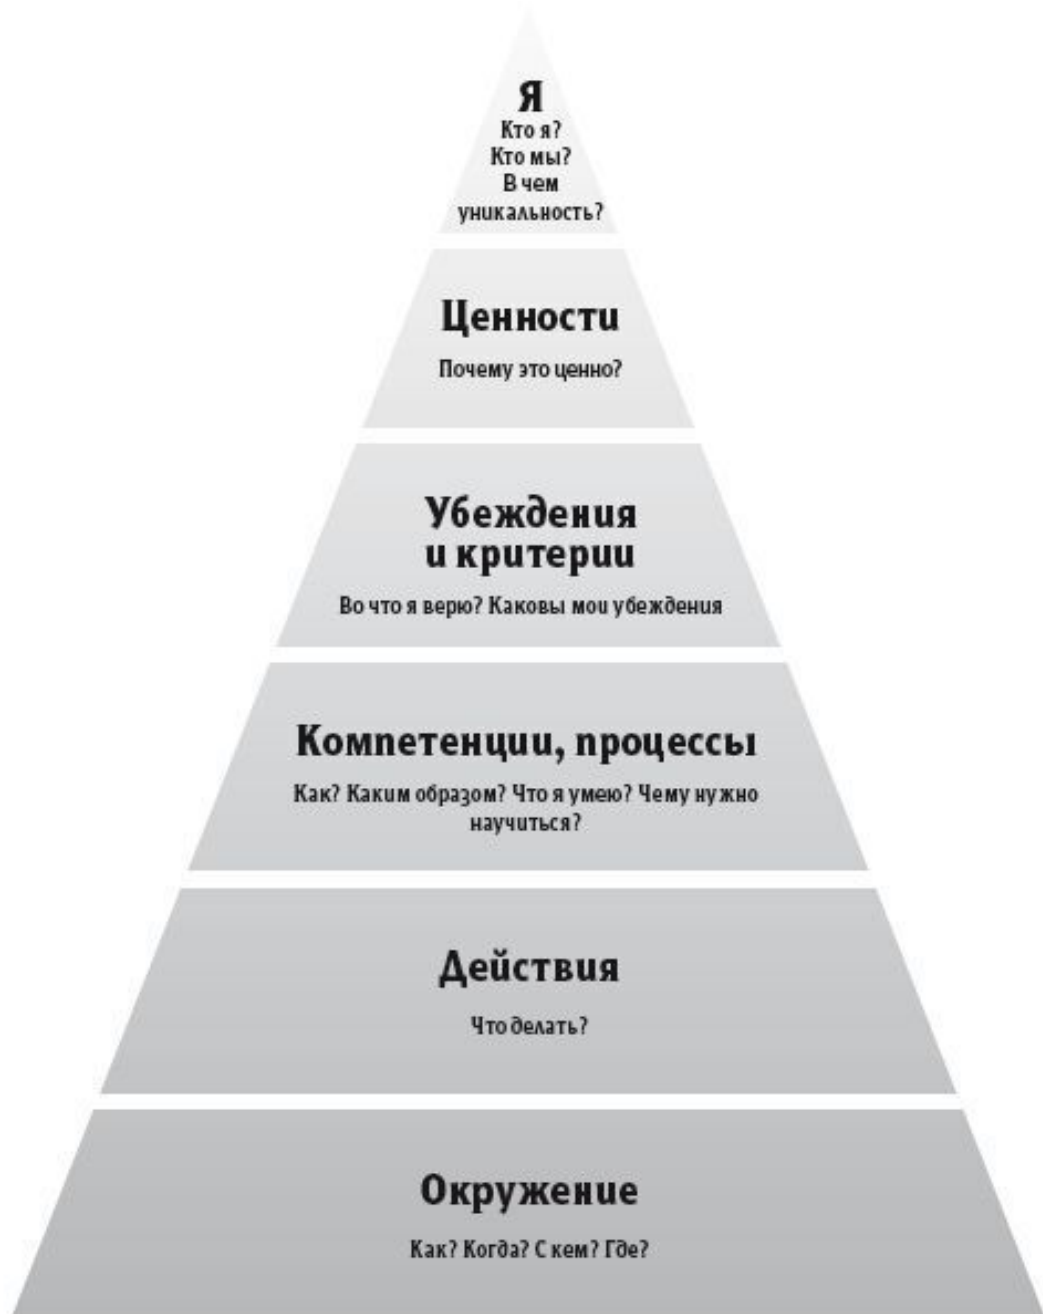 Я
Кто я?
Кто мы?
В чем
уникальность?
Ценности
Почему это ценно?
Убеждения
и критерии
Во что я верю? Каковы мои убеждения
Компетенции, процессы
Как? Каким образом? Что я умею? Чему нужно
научиться?
Действия
Что делать?
Окружение
Как? Когда? С кем? Где?